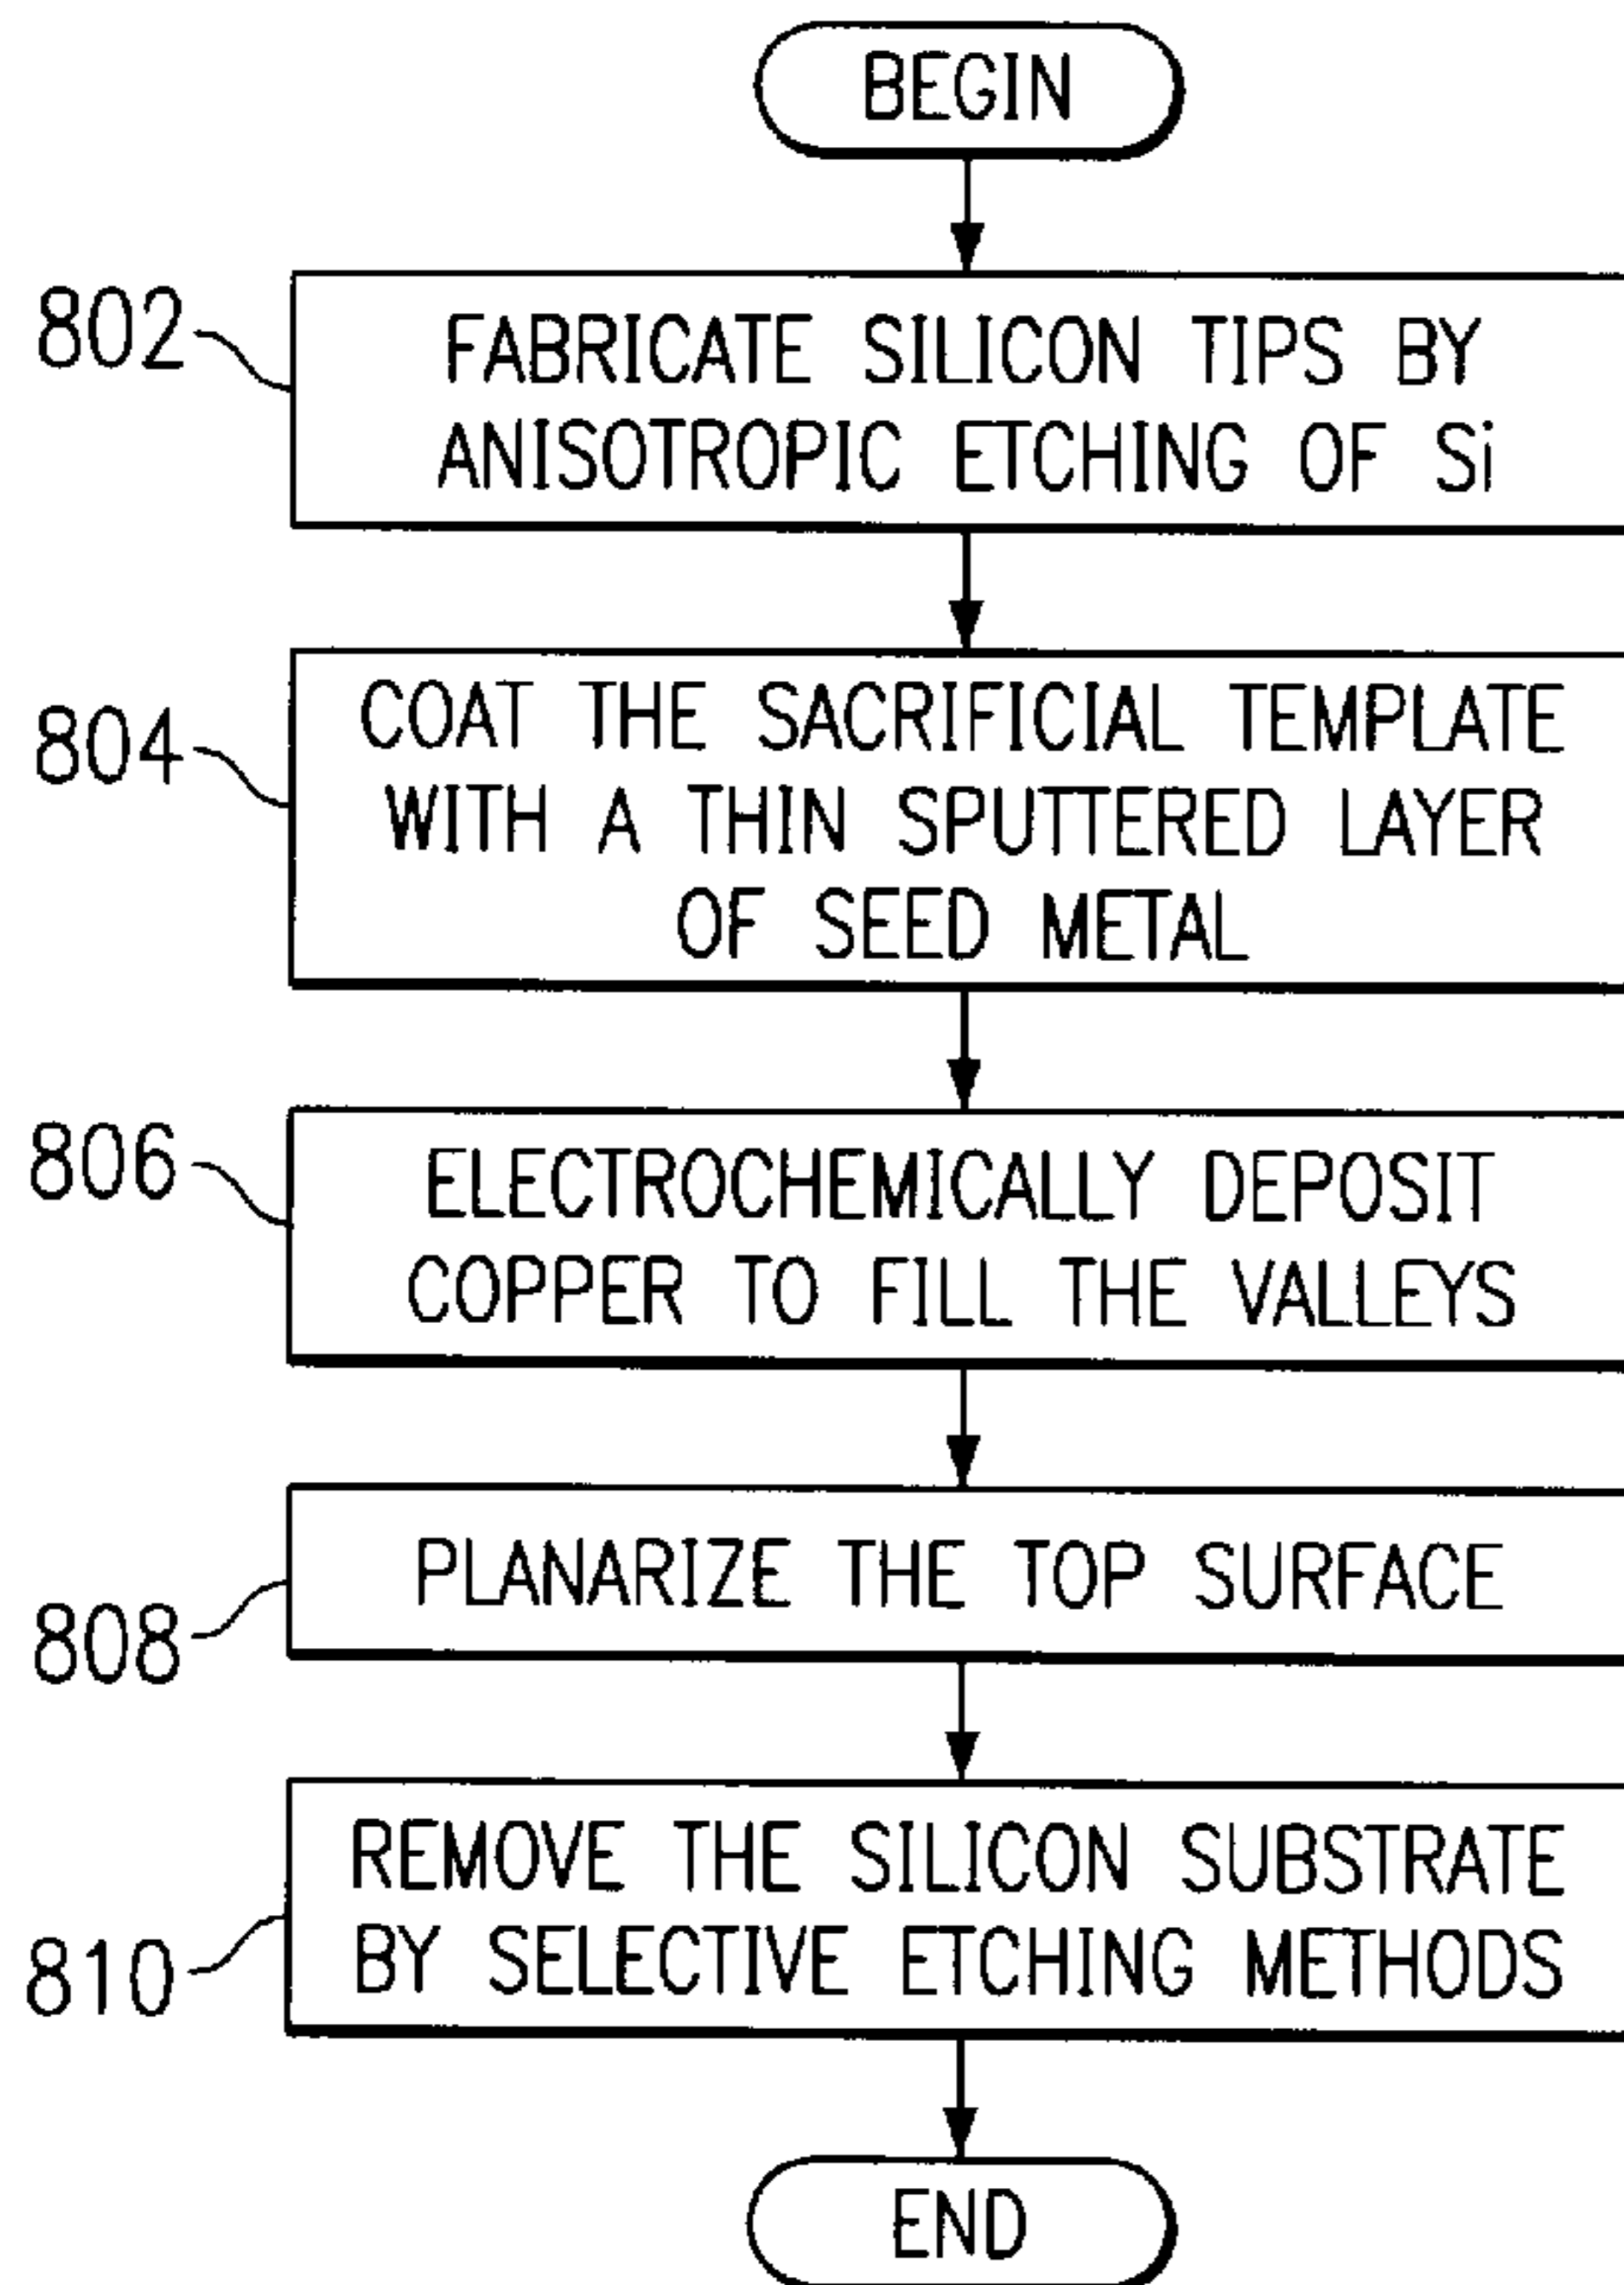 BEGIN
802
FABRICATE SILICON TIPS BY
ANISOTROPIC ETCHING OF Si
804
COAT THE SACRIFICIAL TEMPLATE
WITH A THIN SPUTTERED LAYER
OF SEED METAL
806
ELECTROCHEMICALLY DEPOSIT
COPPER TO FILL THE VALLEYS
808
PLANARIZE THE TOP SURFACE
810
REMOVE THE SILICON SUBSTRATE
BY SELECTIVE ETCHING METHODS
END